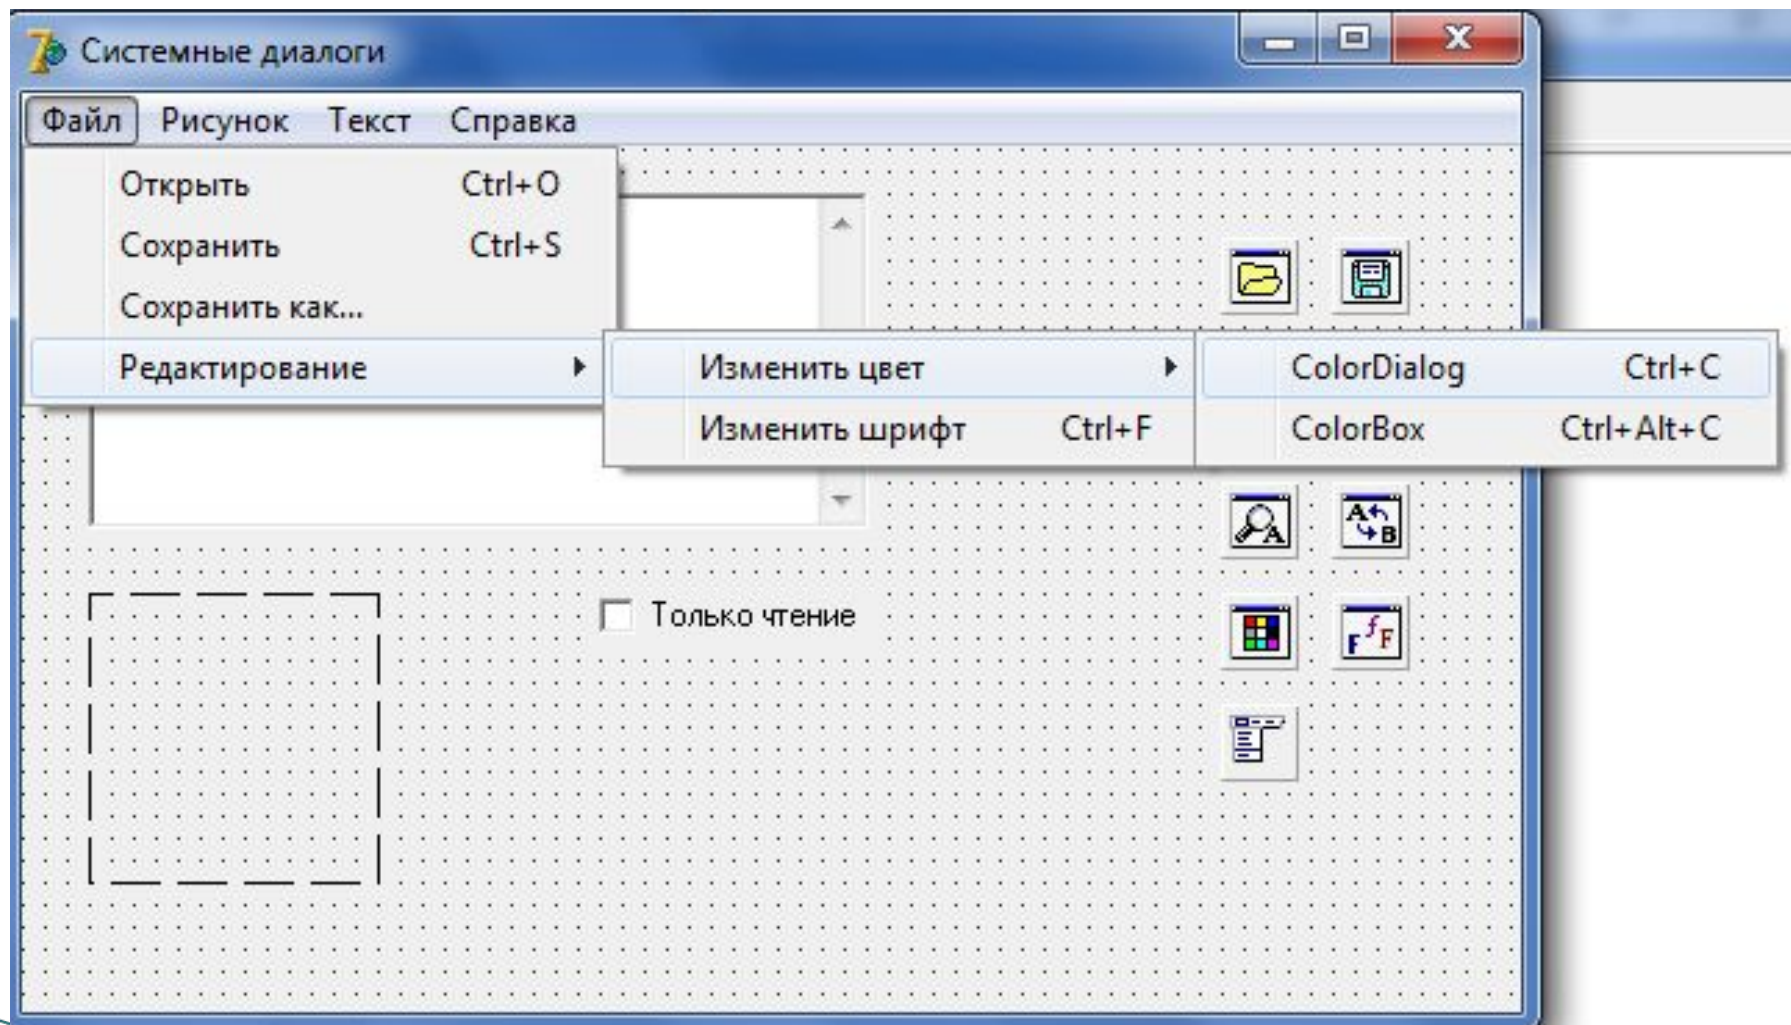 Системные диалоги
Файл Рисунок Текст Справка
Открыть Ctrl+O
Сохранить Ctrl+S
Сохранить как...
Редактирование Изменить цвет ColorDialog Ctrl+C
Изменить шрифт Ctrl+F ColorBox Ctrl+Alt+C
Только чтение